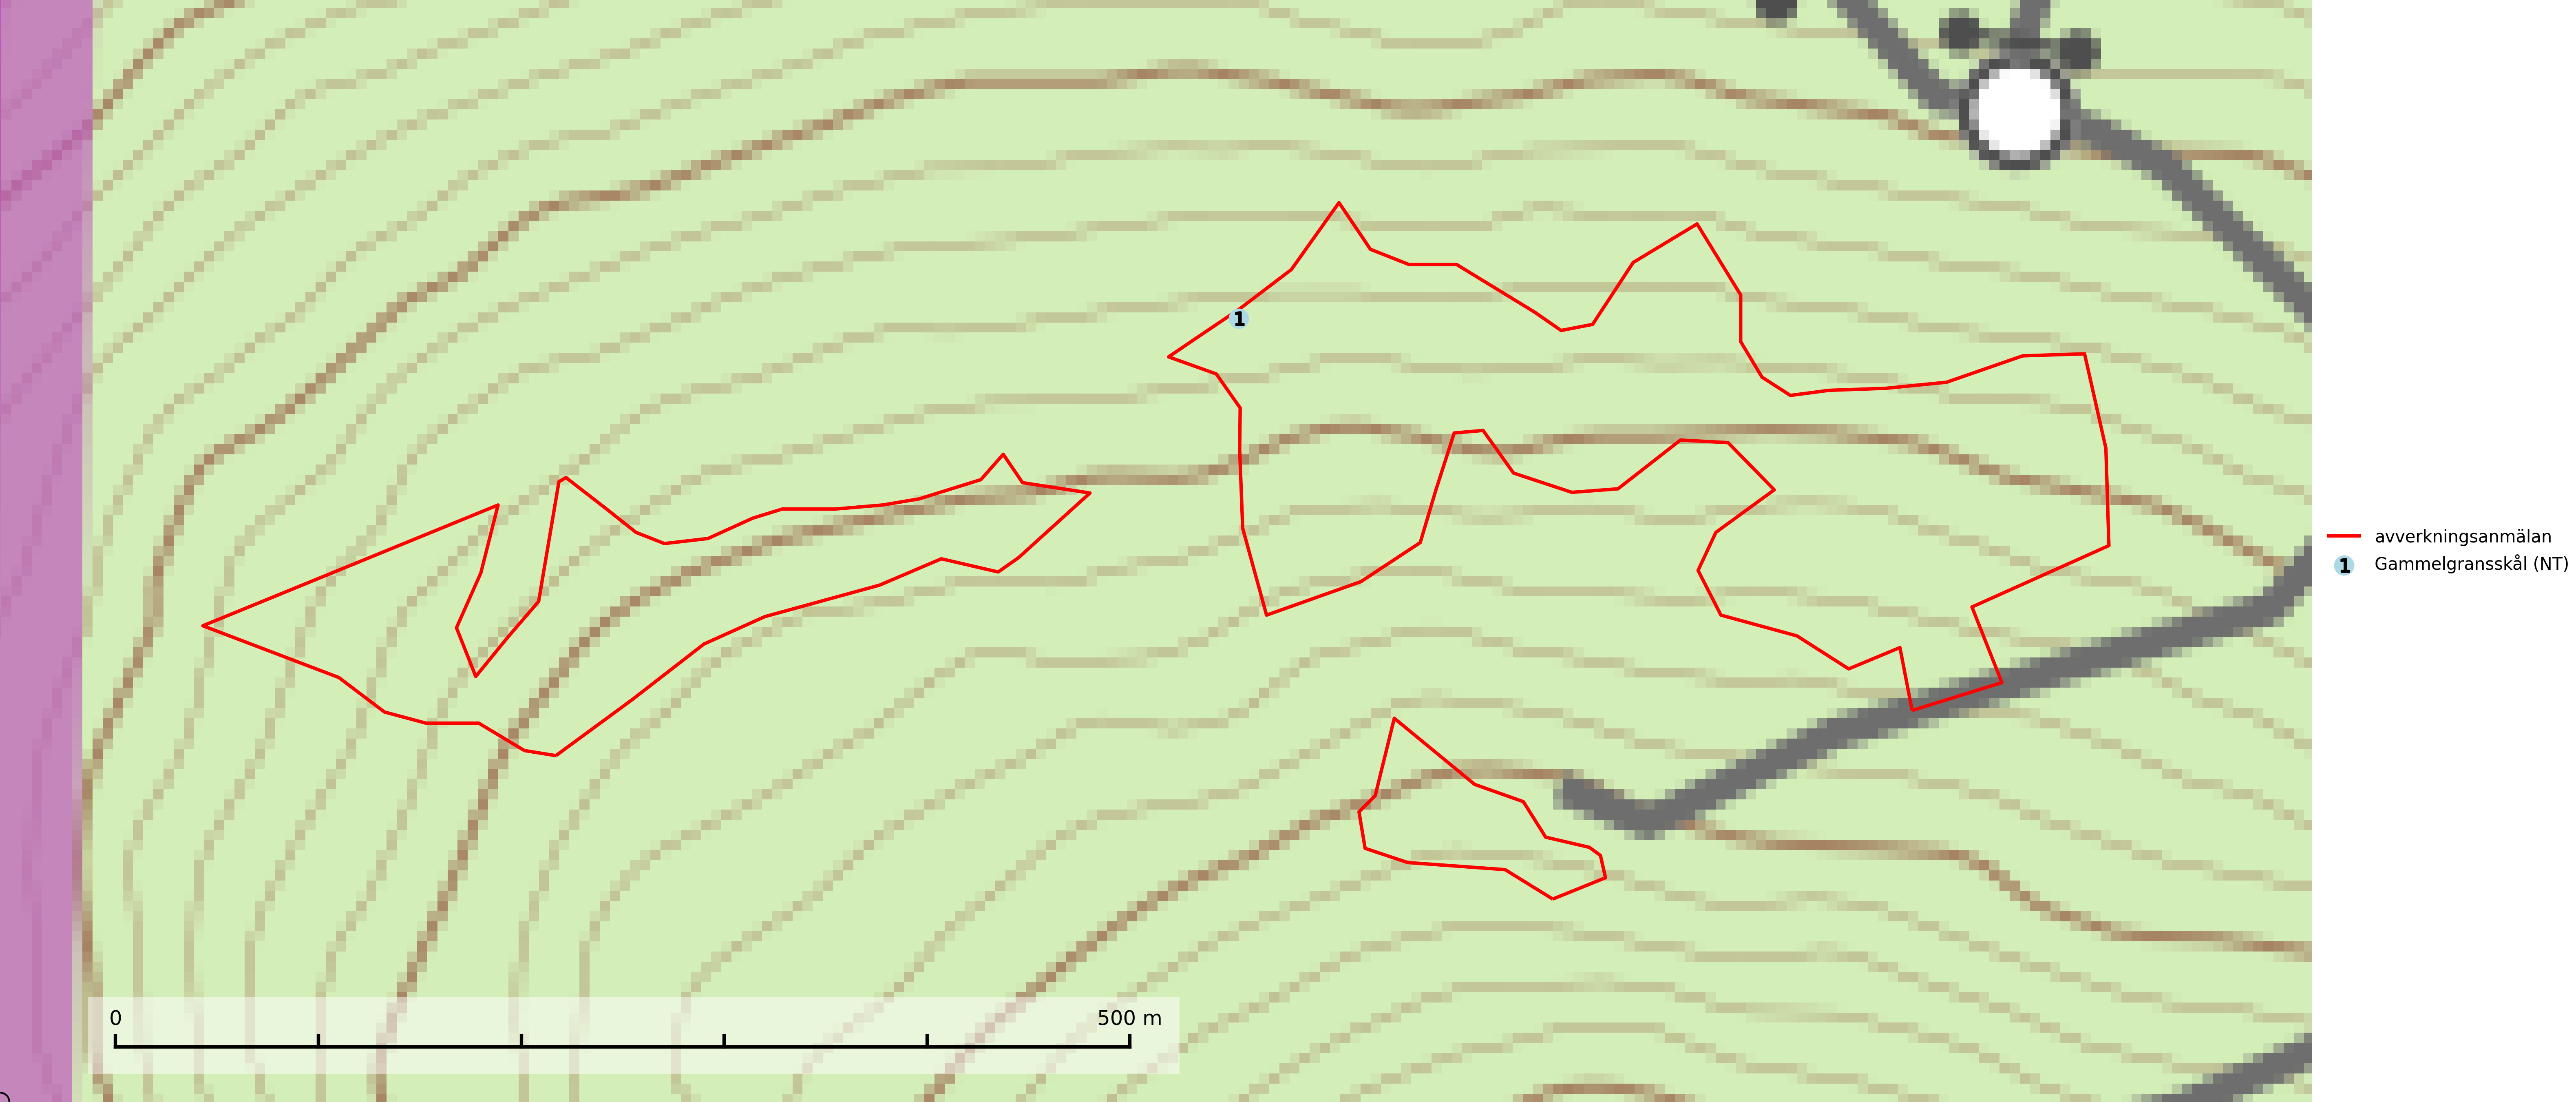 1
avverkningsanmälan
1 Gammelgransskål (NT)
0 500 m